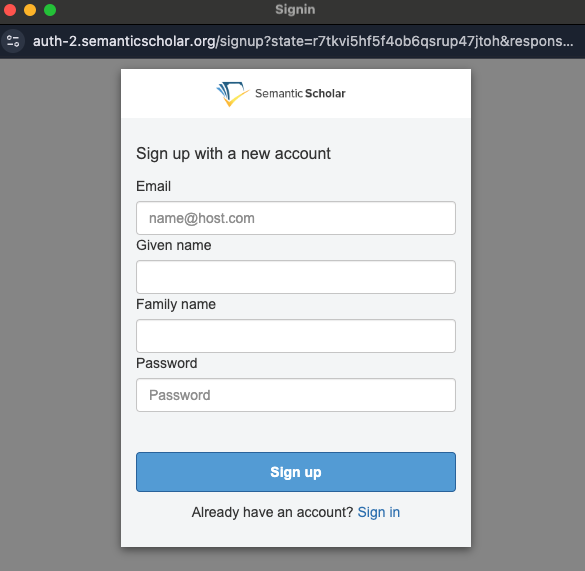 Signin
auth-2.semanticscholar.org/signup?state=r7tkvi5hf5f4ob6qsrup47jtoh&respons...
Semantic Scholar
Sign up with a new account
Email
name@host.com
Given name
Family name
Password
Password
Sign up
Already have an account? Sign in